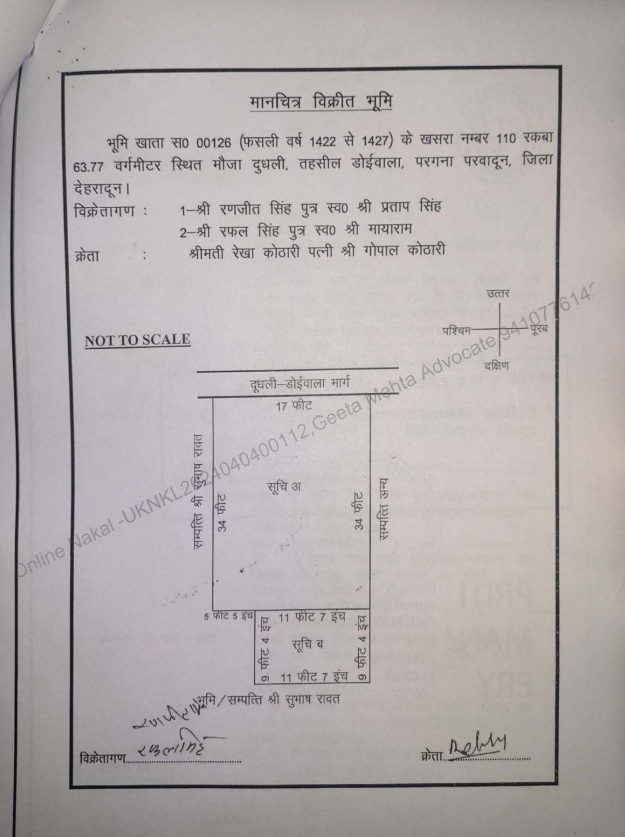 मानचित्र विक्रीत भूमि
भूमि खाता स0 00126 (फसली वर्ष 1422 से 1427) के खसरा नम्बर 110 रकबा
63.77 वर्गमीटर स्थित मौजा दुधली, तहसील डोईवाला, परगना परवादून, जिला
देहरादून।
विक्रेतागण : 1–श्री रणजीत सिंह पुत्र स्व0 श्री प्रताप सिंह
2–श्री रफल सिंह पुत्र स्व0 श्री मायाराम
क्रेता : श्रीमती रेखा कोठारी पत्नी श्री गोपाल कोठारी
उत्तर
पश्चिम
पूरब
दक्षिण
NOT TO SCALE
दूधली–डोईवाला मार्ग
17 फीट
सम्पत्ति श्री सुभाष रावत
34 फीट
सूचि अ
34 फीट
सम्पत्ति अन्य
5 फीट 5 इंच
11 फीट 7 इंच
9 फीट 4 इंच
सूचि ब
9 फीट 4 इंच
11 फीट 7 इंच
भूमि/सम्पत्ति श्री सुभाष रावत
विक्रेतागण
क्रेता
Online Nakal -UKNKL2024040400112,Geeta Mehta Advocate,941077614